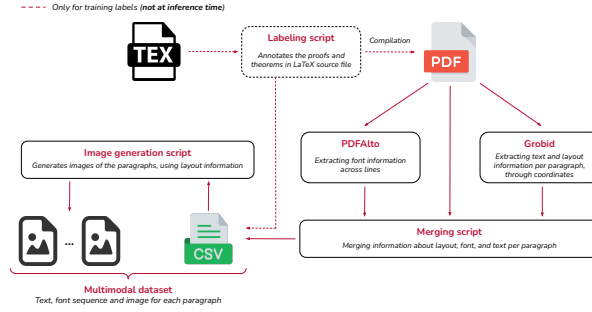 Only for training labels (not at inference time)
TEX
Labeling script
Annotates the proofs and
theorems in LaTeX source file
Compilation
PDF
PDFAlto
Extracting font information
across lines
Grobid
Extracting text and layout
information per paragraph,
through coordinates
Image generation script
Generates images of the paragraphs, using layout information
...
CSV
Merging script
Merging information about layout, font, and text per paragraph
Multimodal dataset
Text, font sequence and image for each paragraph